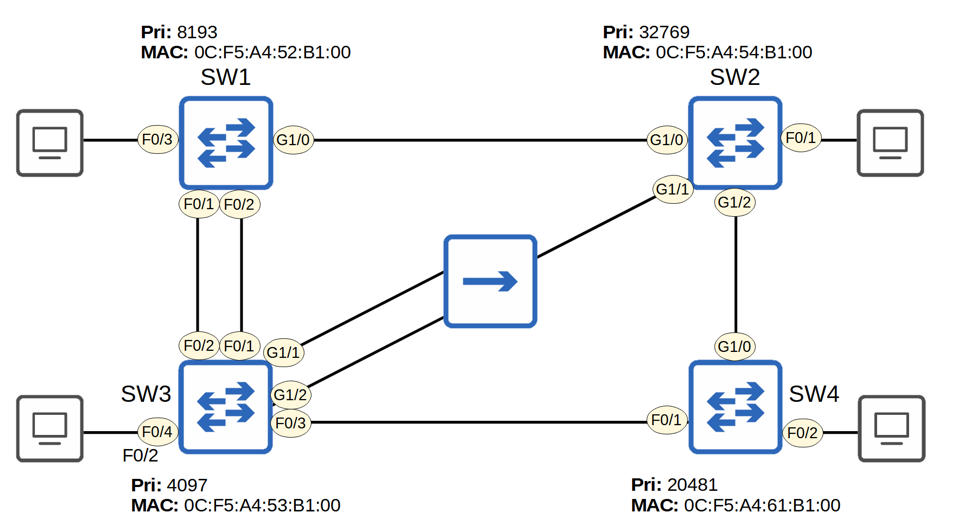 Pri: 8193
MAC: 0C:F5:A4:52:B1:00
SW1
Pri: 32769
MAC: 0C:F5:A4:54:B1:00
SW2
F0/3
G1/0
G1/0
F0/1
G1/1
F0/1
F0/2
G1/2
F0/2
F0/1
G1/1
G1/0
SW3
G1/2
SW4
F0/4
F0/3
F0/1
F0/2
F0/2
Pri: 4097
MAC: 0C:F5:A4:53:B1:00
Pri: 20481
MAC: 0C:F5:A4:61:B1:00